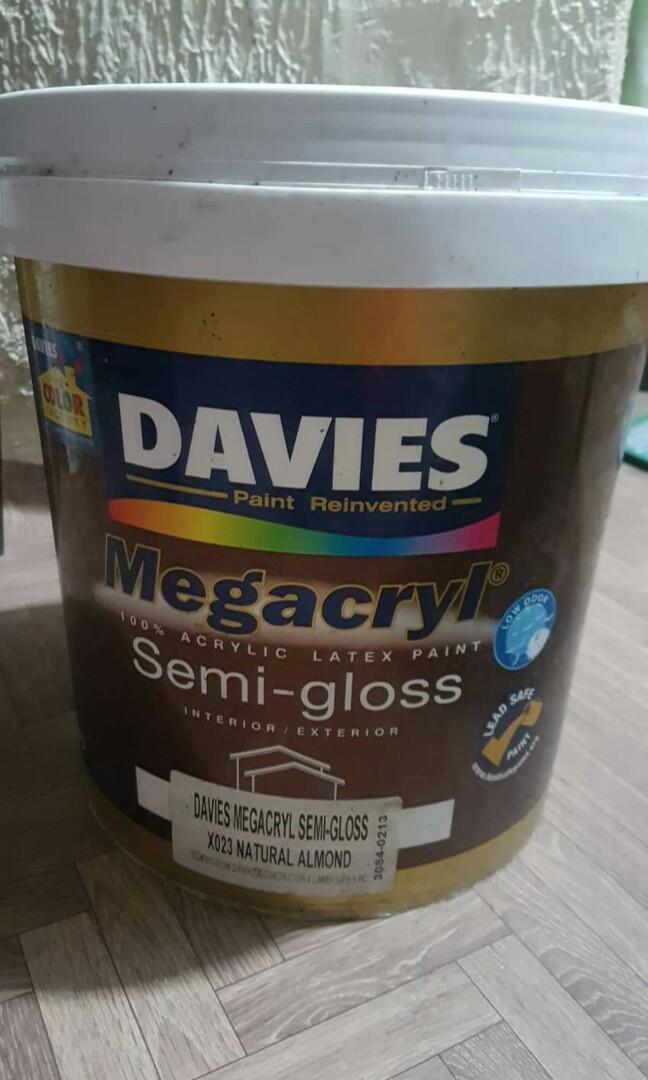 DAVIES
COLOR
DAVIES®
Paint Reinvented
Megacryl®
100% ACRYLIC LATEX PAINT
Semi-gloss
INTERIOR / EXTERIOR
LOW ODOR
LEAD SAFE
PAINT
DAVIES MEGACRYL SEMI-GLOSS
X023 NATURAL ALMOND
3084-0213